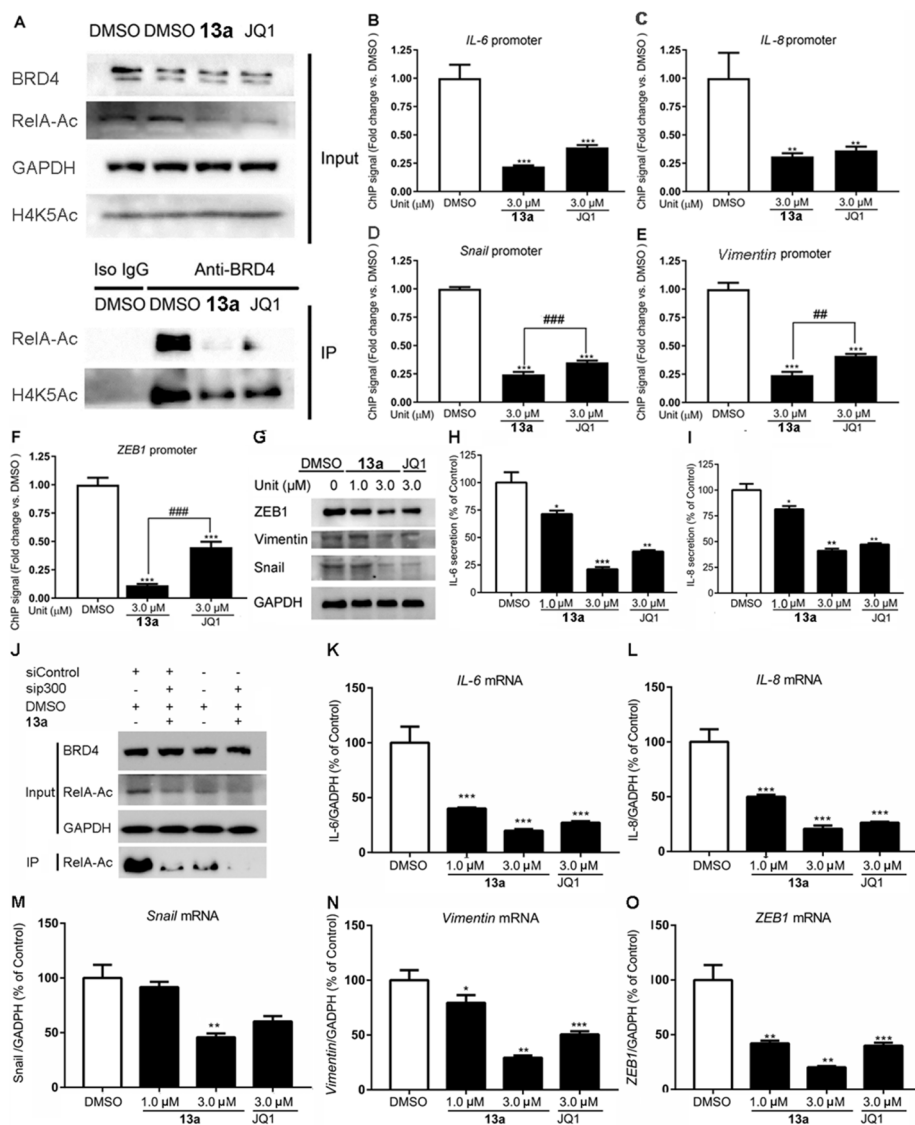 A
DMSO DMSO 13a JQ1
BRD4
RelA-Ac
GAPDH
H4K5Ac
Input
Iso IgG Anti-BRD4
DMSO DMSO 13a JQ1
RelA-Ac
H4K5Ac
IP
B
IL-6 promoter
ChIP signal (Fold change vs. DMSO )
1.25
1.00
0.75
0.50
0.25
0.00
*** ***
Unit (μM) DMSO 3.0 μM 3.0 μM
13a JQ1
C
IL-8 promoter
ChIP signal (Fold change vs. DMSO )
1.25
1.00
0.75
0.50
0.25
0.00
** **
Unit (μM) DMSO 3.0 μM 3.0 μM
13a JQ1
D
Snail promoter
ChIP signal (Fold change vs. DMSO )
1.25
1.00
0.75
0.50
0.25
0.00
###
*** ***
Unit (μM) DMSO 3.0 μM 3.0 μM
13a JQ1
E
Vimentin promoter
ChIP signal (Fold change vs. DMSO )
1.25
1.00
0.75
0.50
0.25
0.00
##
*** ***
Unit (μM) DMSO 3.0 μM 3.0 μM
13a JQ1
F
ZEB1 promoter
ChIP signal (Fold change vs. DMSO )
1.25
1.00
0.75
0.50
0.25
0.00
###
*** ***
Unit (μM) DMSO 3.0 μM 3.0 μM
13a JQ1
G
DMSO 13a JQ1
Unit (μM) 0 1.0 3.0 3.0
ZEB1
Vimentin
Snail
GAPDH
H
IL-6 secretion (% of Control)
125
100
75
50
25
0
* *** **
DMSO 1.0 μM 3.0 μM 3.0 μM
13a JQ1
I
IL-8 secretion (% of Control)
125
100
75
50
25
0
* ** **
DMSO 1.0 μM 3.0 μM 3.0 μM
13a JQ1
J
siControl + + - -
sip300 - + - +
DMSO + + + +
13a - + - +
Input
BRD4
RelA-Ac
GAPDH
IP RelA-Ac
K
IL-6 mRNA
IL-6/GADPH (% of Control)
150
100
50
0
*** *** ***
DMSO 1.0 μM 3.0 μM 3.0 μM
13a JQ1
L
IL-8 mRNA
IL-8/GADPH (% of Control)
150
100
50
0
*** *** ***
DMSO 1.0 μM 3.0 μM 3.0 μM
13a JQ1
M
Snail mRNA
Snail /GADPH (% of Control)
150
100
50
0
**
DMSO 1.0 μM 3.0 μM 3.0 μM
13a JQ1
N
Vimentin mRNA
Vimentin/GADPH (% of Control)
150
100
50
0
* ** ***
DMSO 1.0 μM 3.0 μM 3.0 μM
13a JQ1
O
ZEB1 mRNA
ZEB1/GADPH (% of Control)
150
100
50
0
** ** ***
DMSO 1.0 μM 3.0 μM 3.0 μM
13a JQ1